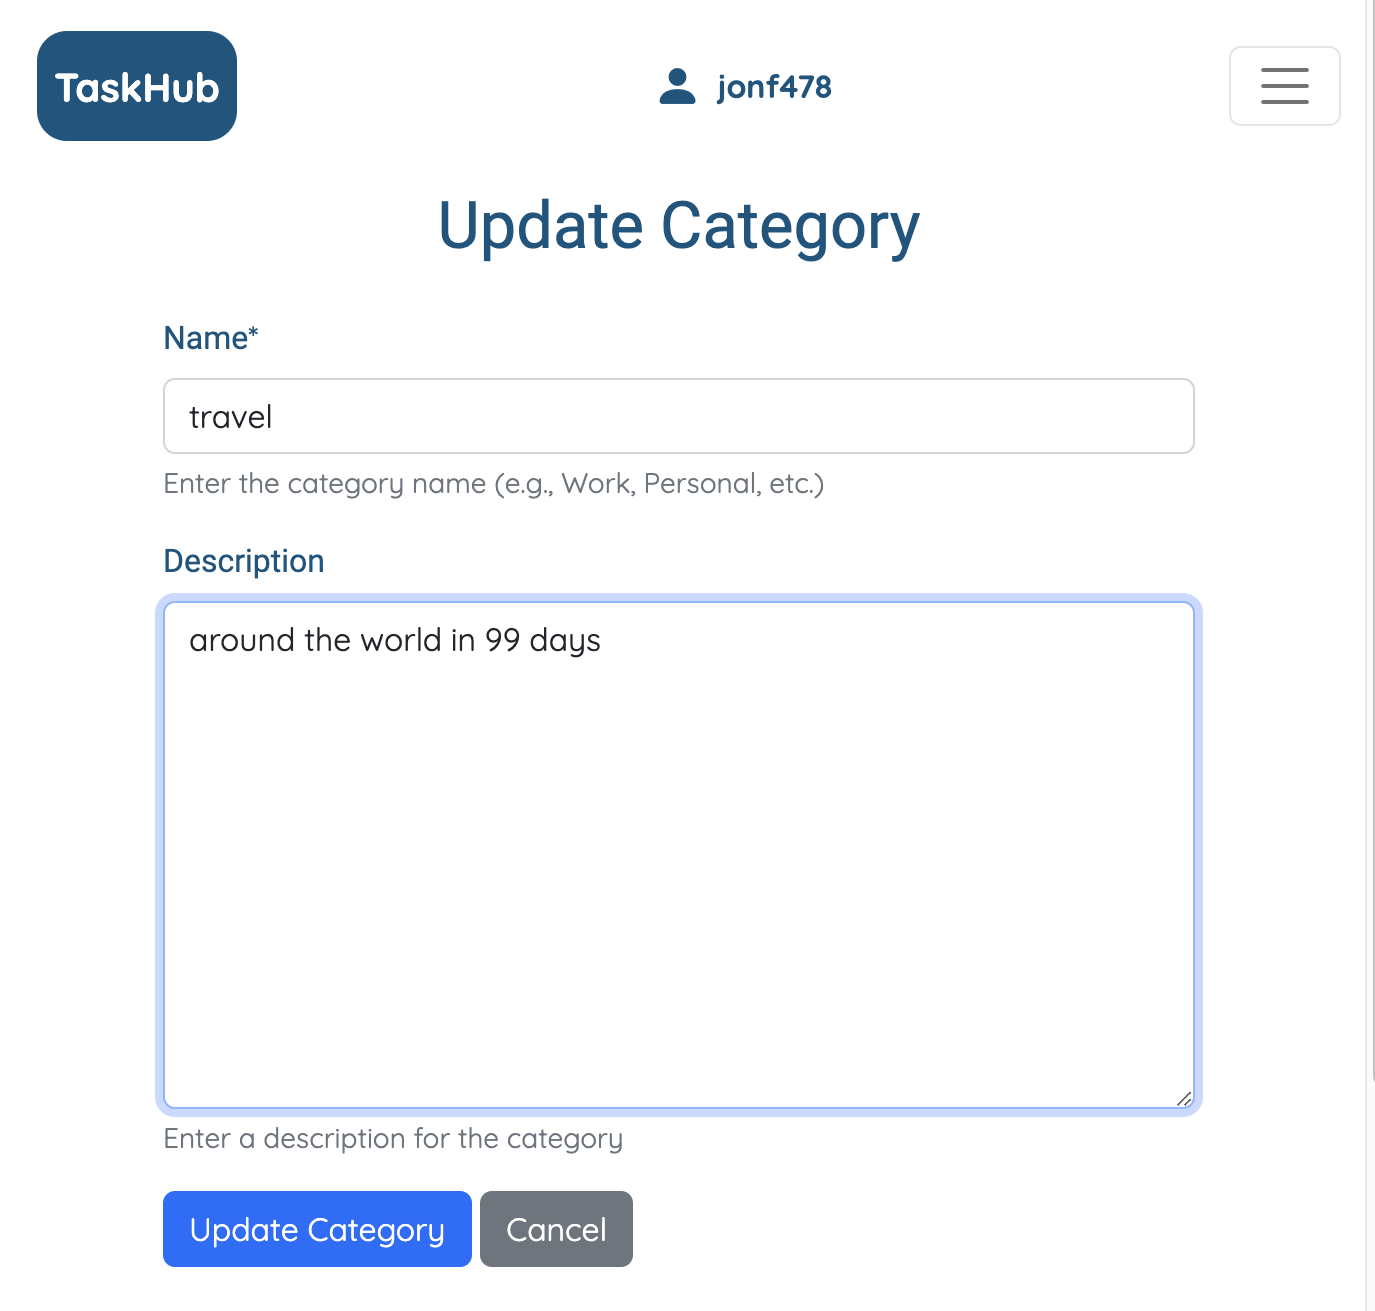 TaskHub
jonf478
Update Category
Name*
travel
Enter the category name (e.g., Work, Personal, etc.)
Description
around the world in 99 days
Enter a description for the category
Update Category
Cancel